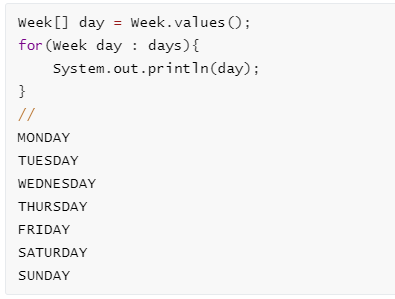 Week[] day = Week.values();
for(Week day : days){
    System.out.println(day);
}
//
MONDAY
TUESDAY
WEDNESDAY
THURSDAY
FRIDAY
SATURDAY
SUNDAY